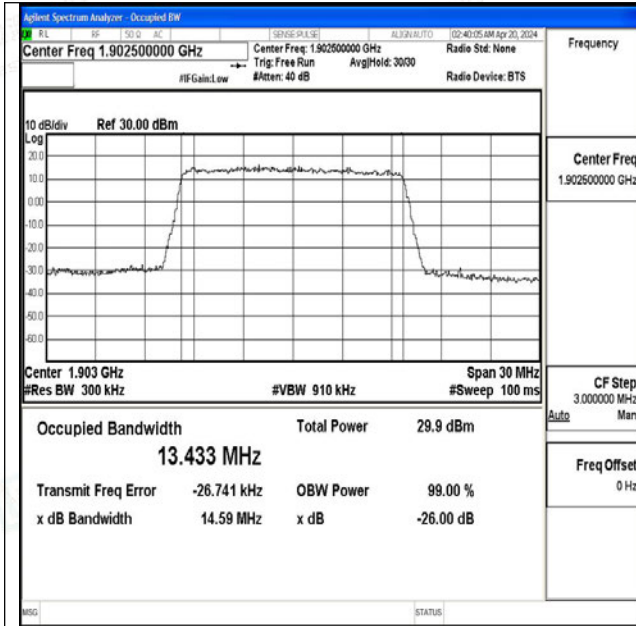 Agilent Spectrum Analyzer - Occupied BW
RL RF 50 Ω AC SENSE:PULSE ALIGNAUTO 02:40:05 AM Apr 20, 2024
Center Freq 1.902500000 GHz
Center Freq: 1.902500000 GHz
Radio Std: None
Trig: Free Run Avg|Hold: 30/30
#IFGain:Low #Atten: 40 dB Radio Device: BTS
10 dB/div Ref 30.00 dBm
Log
20.0
10.0
0.00
-10.0
-20.0
-30.0
-40.0
-50.0
-60.0
Center 1.903 GHz Span 30 MHz
#Res BW 300 kHz #VBW 910 kHz #Sweep 100 ms
Occupied Bandwidth Total Power 29.9 dBm
13.433 MHz
Transmit Freq Error -26.741 kHz OBW Power 99.00 %
x dB Bandwidth 14.59 MHz x dB -26.00 dB
MSG STATUS
Frequency
Center Freq
1.902500000 GHz
CF Step
3.000000 MHz
Auto Man
Freq Offset
0 Hz